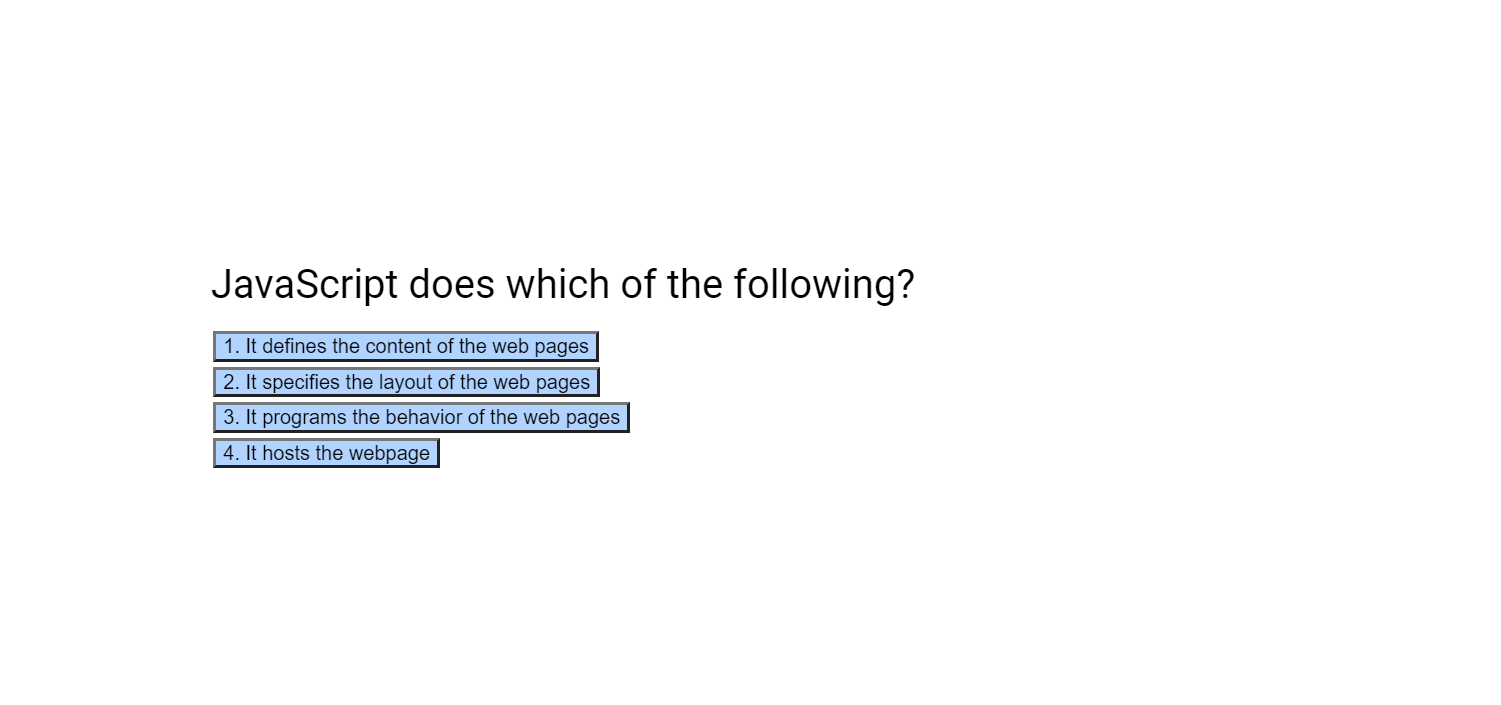 JavaScript does which of the following?
1. It defines the content of the web pages
2. It specifies the layout of the web pages
3. It programs the behavior of the web pages
4. It hosts the webpage